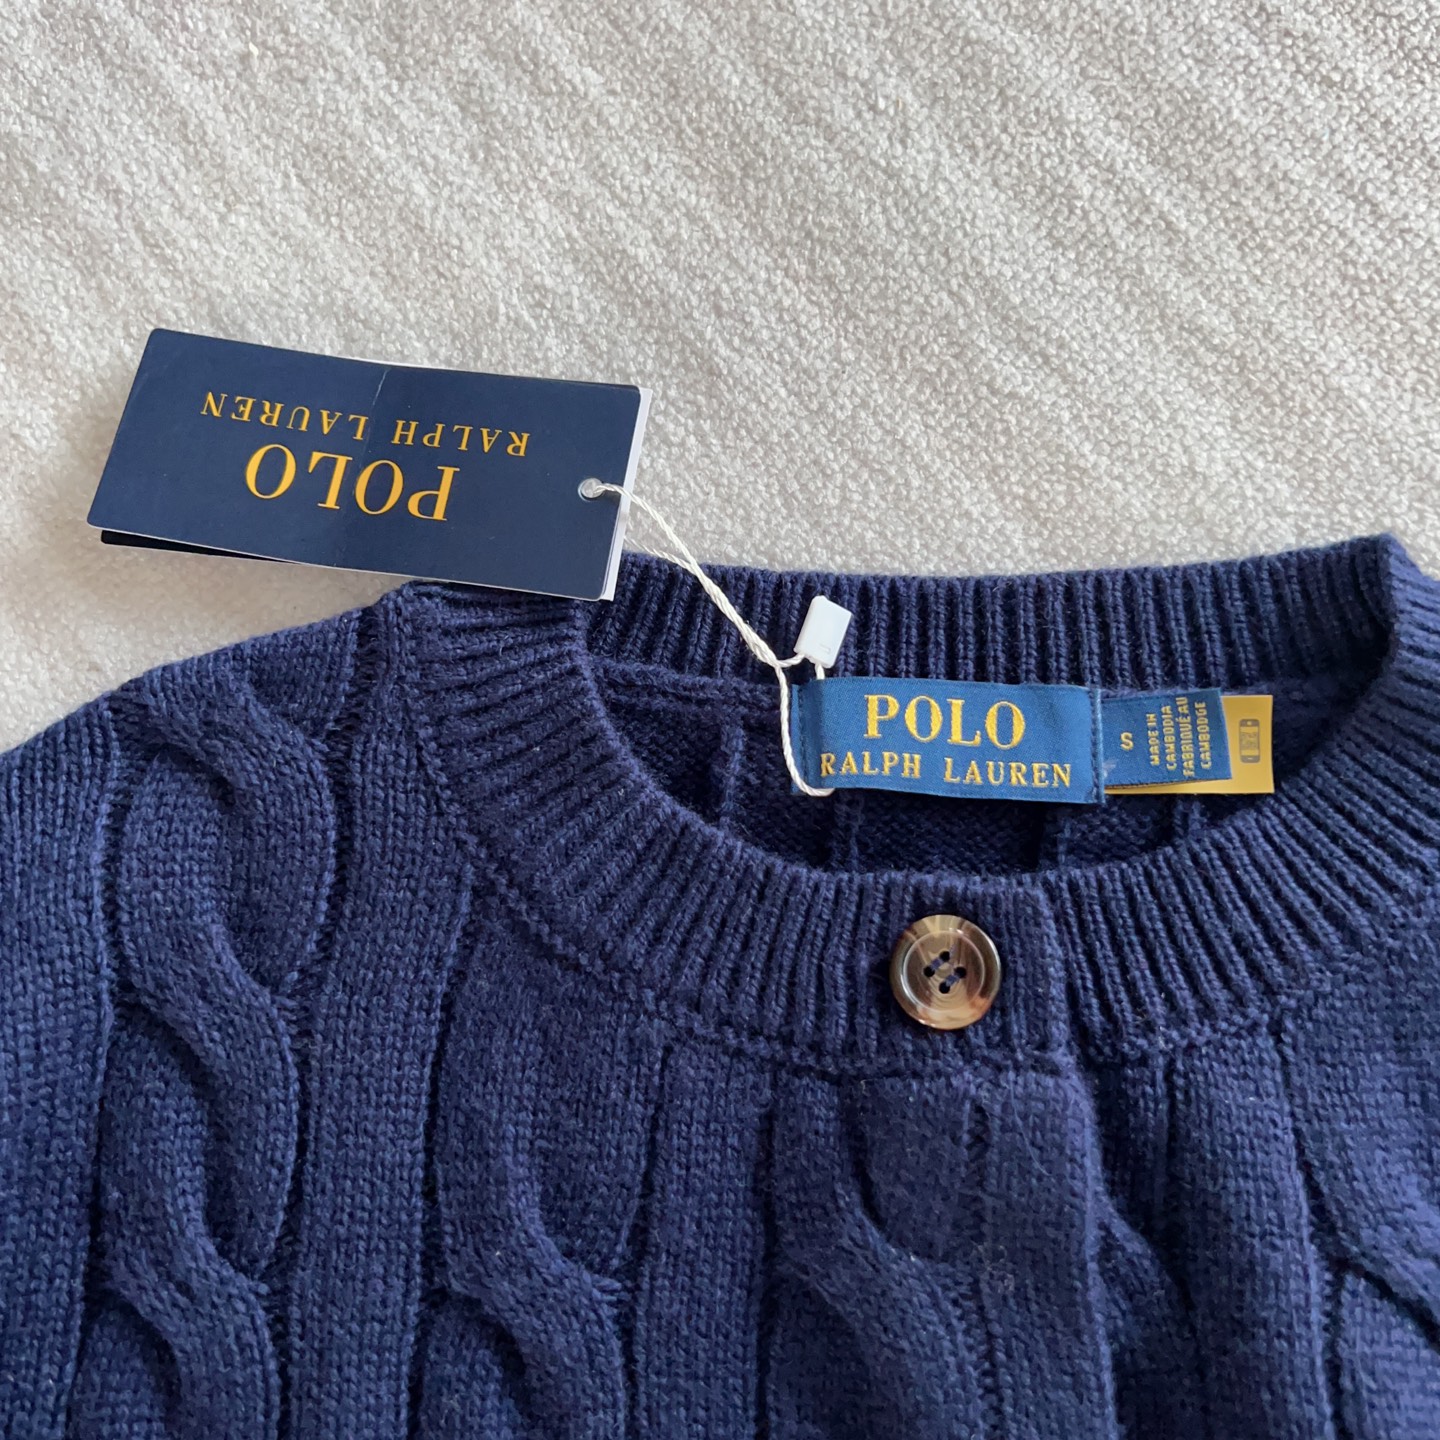 POLO
RALPH LAUREN
POLO
RALPH LAUREN
S
MADE IN
CAMBODIA
FABRIQUÉ AU
CAMBODGE